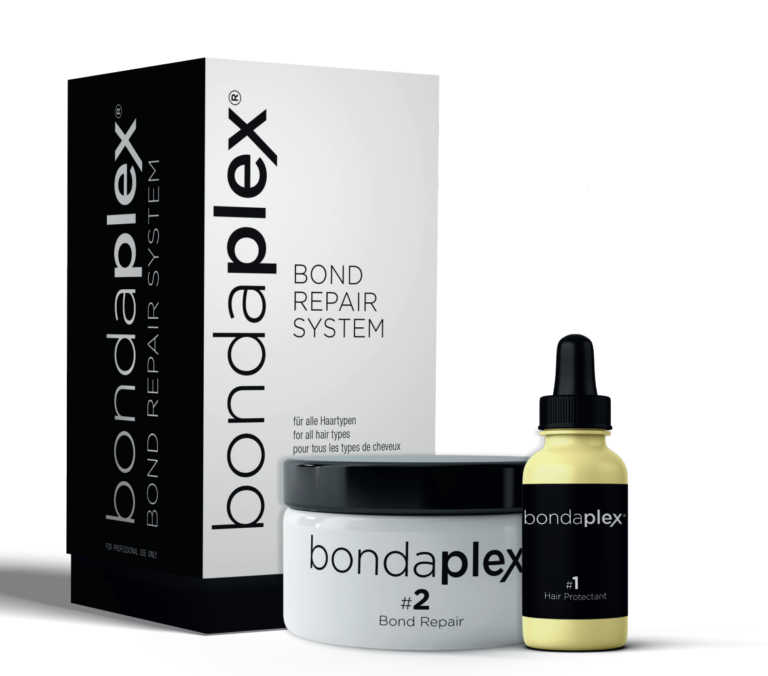 bondaplex®
BOND REPAIR SYSTEM
FOR PROFESSIONAL USE ONLY
bondaplex®
BOND
REPAIR
SYSTEM
für alle Haartypen
for all hair types
pour tous les types de cheveux
bondaplex
#2
Bond Repair
bondaplex®
#1
Hair Protectant